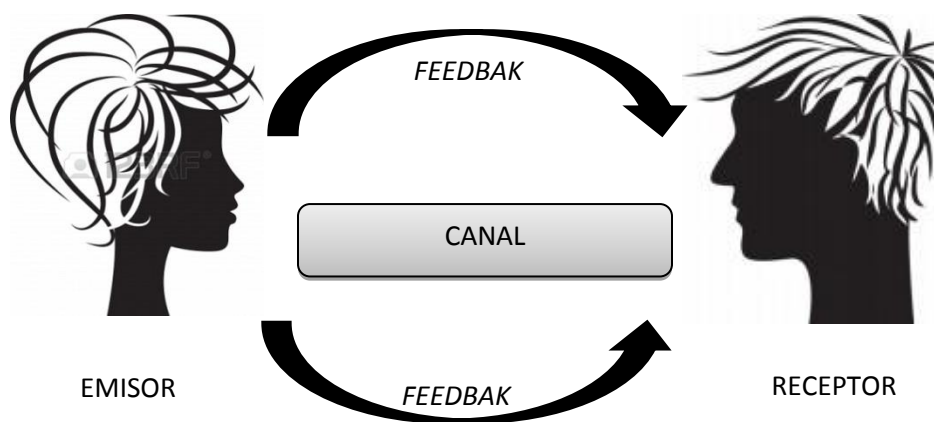 FEEDBAK
CANAL
EMISOR
FEEDBAK
RECEPTOR